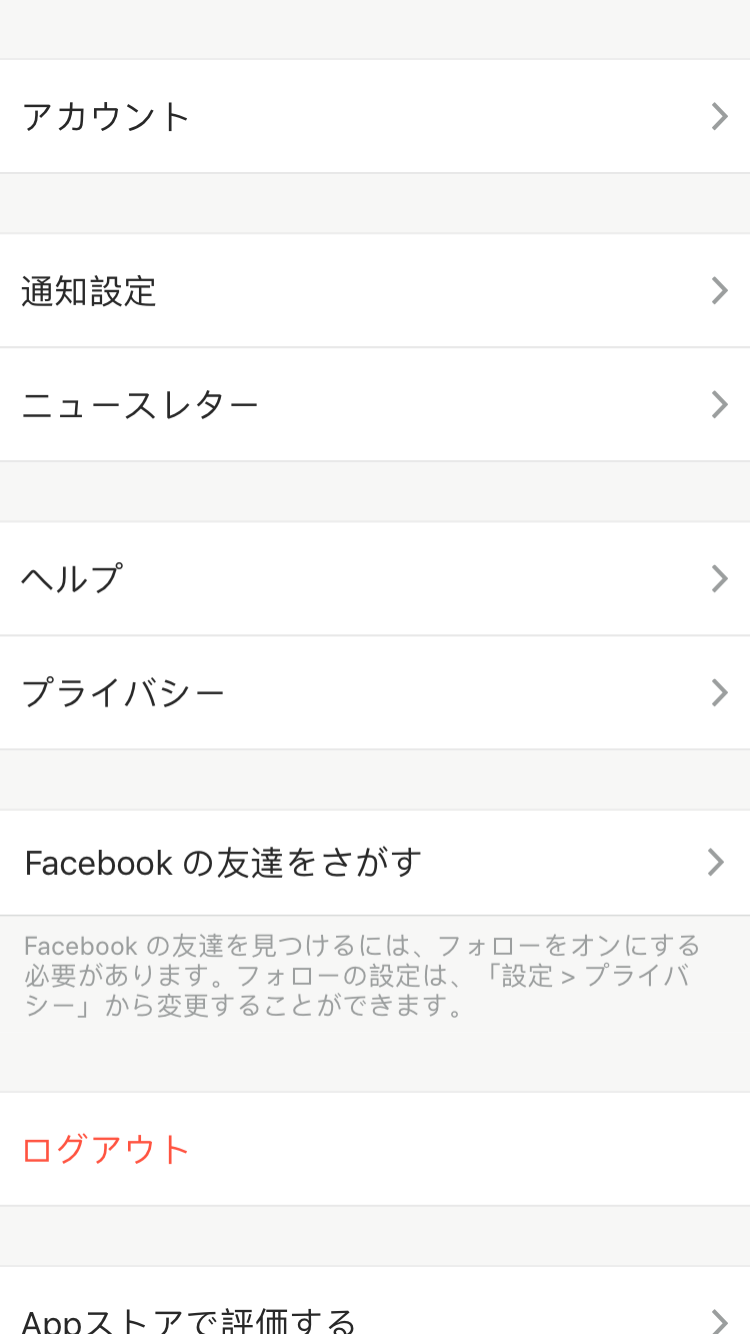 アカウント
通知設定
ニュースレター
ヘルプ
プライバシー
Facebook の友達をさがす
Facebook の友達を見つけるには、フォローをオンにする
必要があります。フォローの設定は、「設定 > プライバ
シー」から変更することができます。
ログアウト
Appストアで評価する